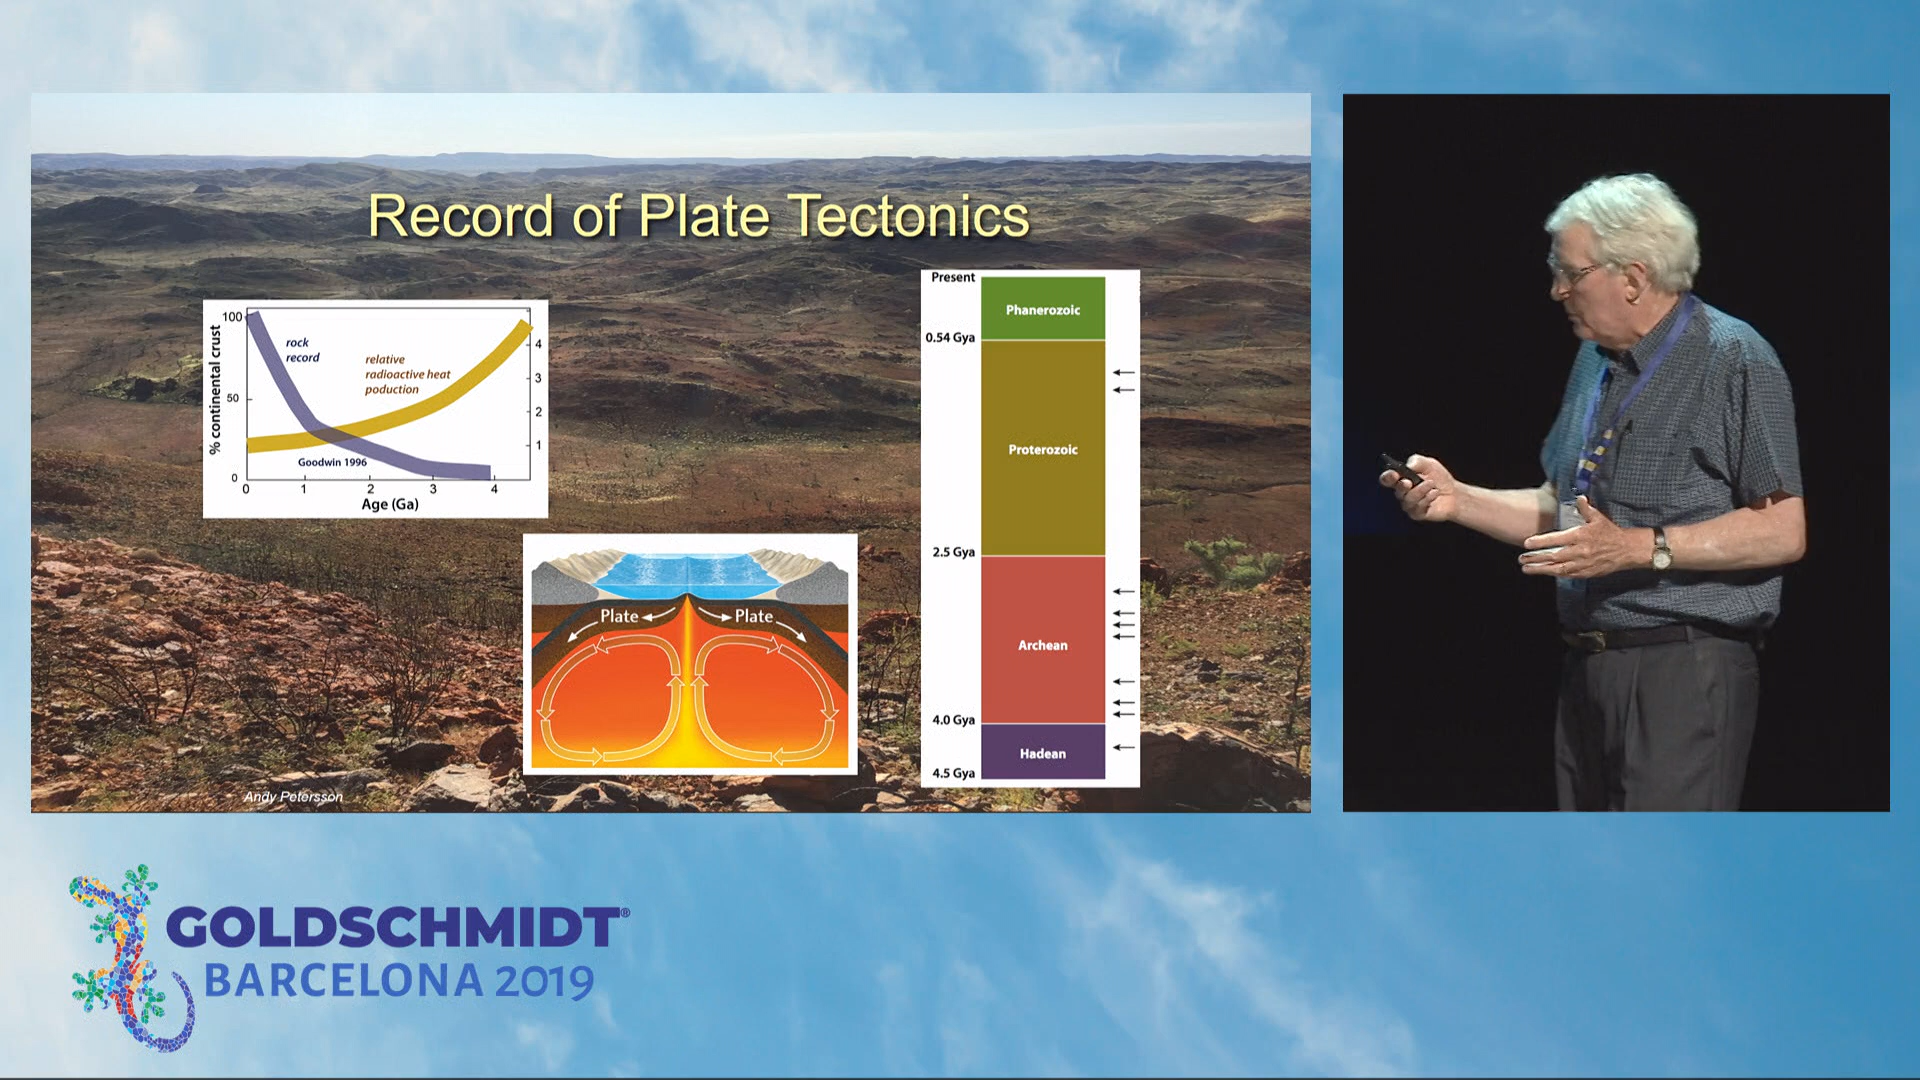 Record of Plate Tectonics
100
50
0
% continental crust
rock
record
relative
radioactive heat
poduction
Goodwin 1996
4
3
2
1
0
1
2
3
4
Age (Ga)
Plate
Plate
Present
0.54 Gya
2.5 Gya
4.0 Gya
4.5 Gya
Phanerozoic
Proterozoic
Archean
Hadean
Andy Petersson
GOLDSCHMIDT®
BARCELONA 2019